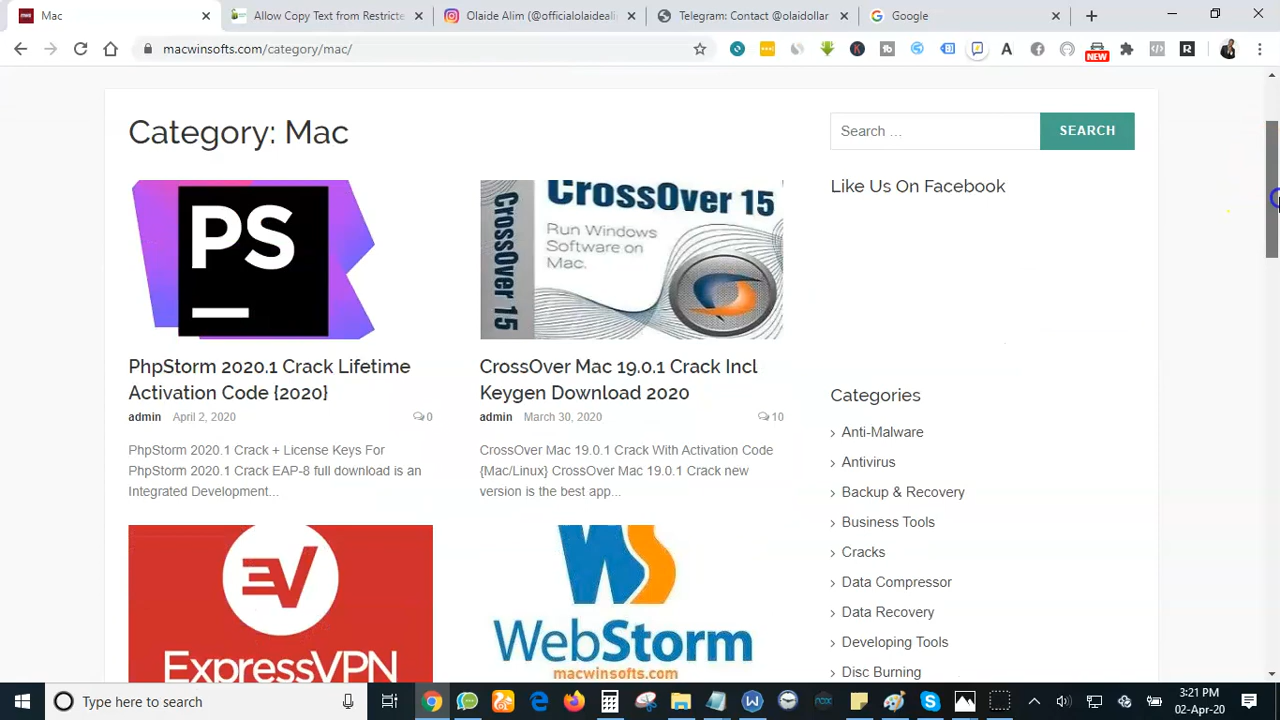 Mac
Allow Copy Text from Restricte
Olaide Alim (@officialolaideali
Telegram: Contact @olaidollar
Google
macwinsofts.com/category/mac/
NEW
Category: Mac
Search ...
SEARCH
Like Us On Facebook
PS
CrossOver 15
CrossOver 15
Run Windows
Software on
Mac.
PhpStorm 2020.1 Crack Lifetime
Activation Code {2020}
admin April 2, 2020 0
CrossOver Mac 19.0.1 Crack Incl
Keygen Download 2020
admin March 30, 2020 10
PhpStorm 2020.1 Crack + License Keys For
PhpStorm 2020.1 Crack EAP-8 full download is an
Integrated Development...
CrossOver Mac 19.0.1 Crack With Activation Code
{Mac/Linux} CrossOver Mac 19.0.1 Crack new
version is the best app...
Categories
Anti-Malware
Antivirus
Backup & Recovery
Business Tools
Cracks
Data Compressor
Data Recovery
Developing Tools
Disc Burning
EV
ExpressVPN
WS
WebStorm
macwinsofts.com
Type here to search
3:21 PM
02-Apr-20